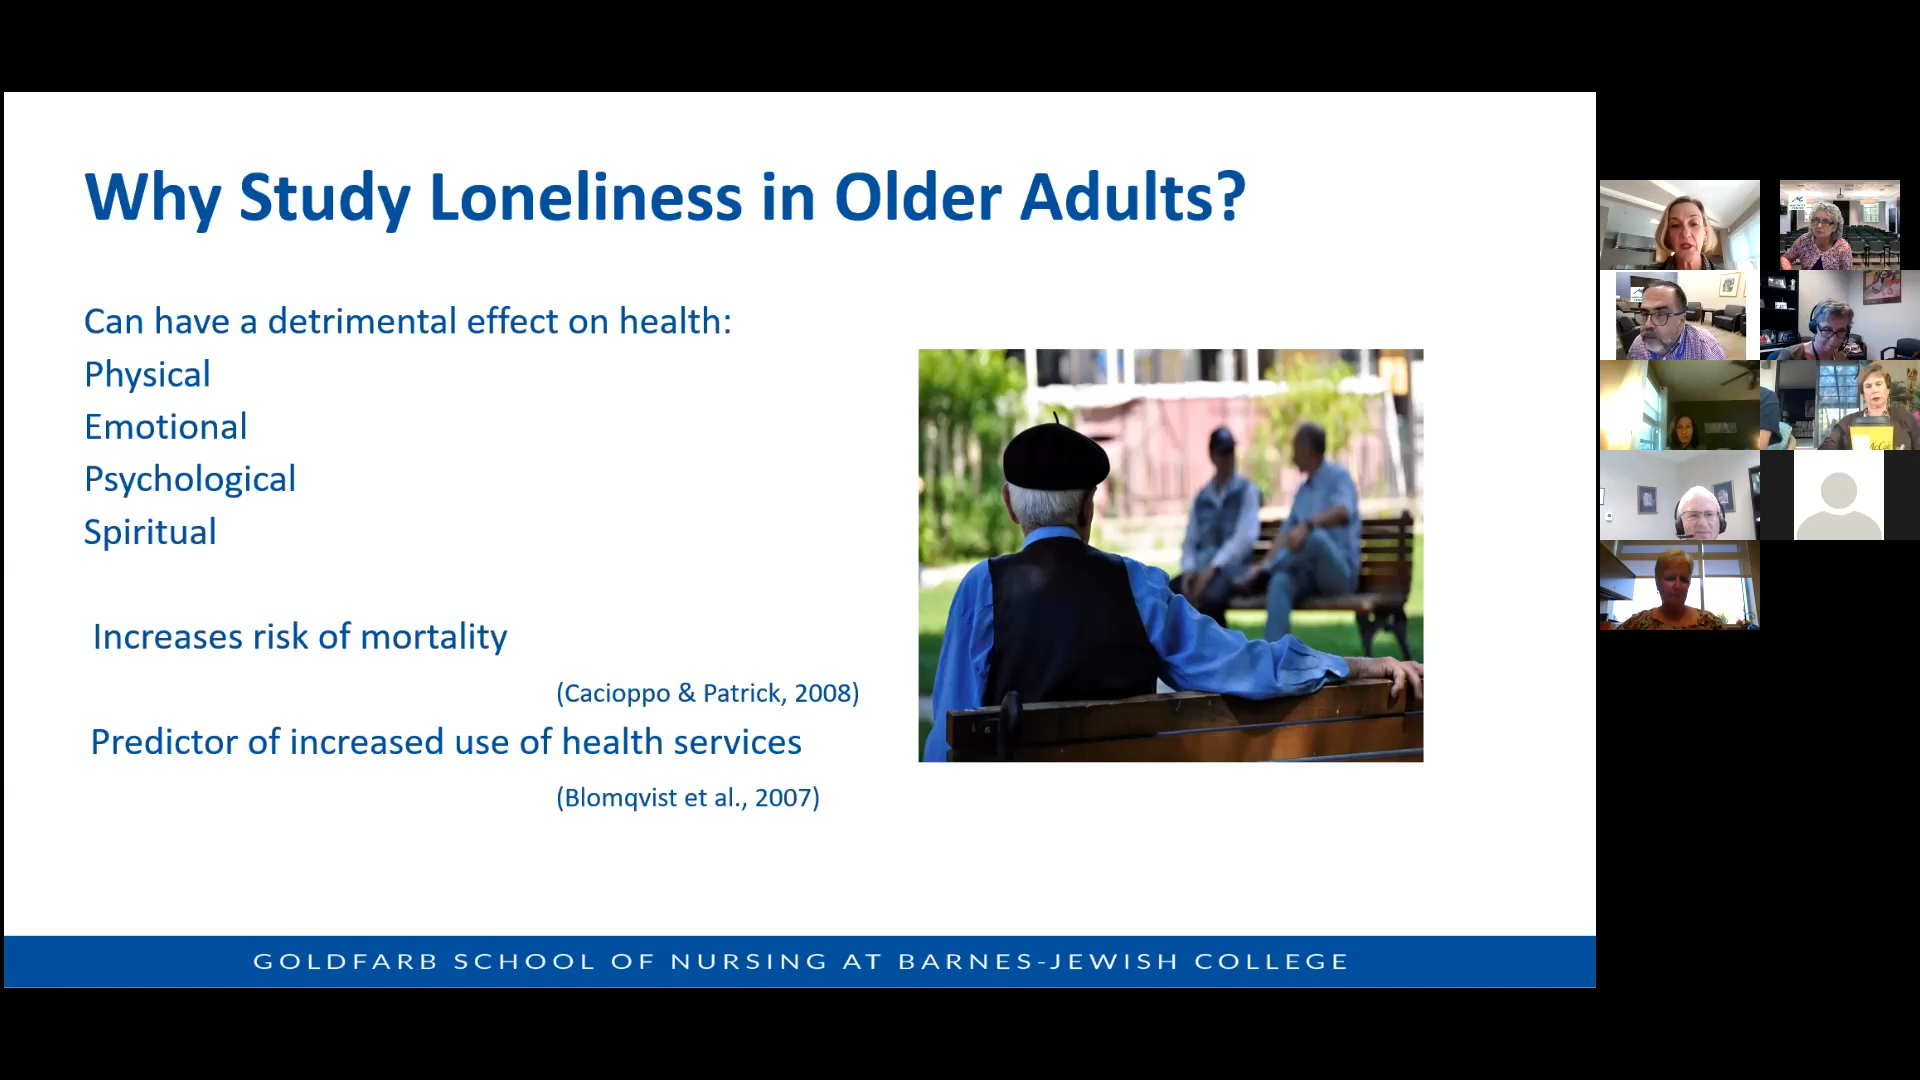 Why Study Loneliness in Older Adults?
Can have a detrimental effect on health:
Physical
Emotional
Psychological
Spiritual
Increases risk of mortality
(Cacioppo & Patrick, 2008)
Predictor of increased use of health services
(Blomqvist et al., 2007)
GOLDFARB SCHOOL OF NURSING AT BARNES-JEWISH COLLEGE